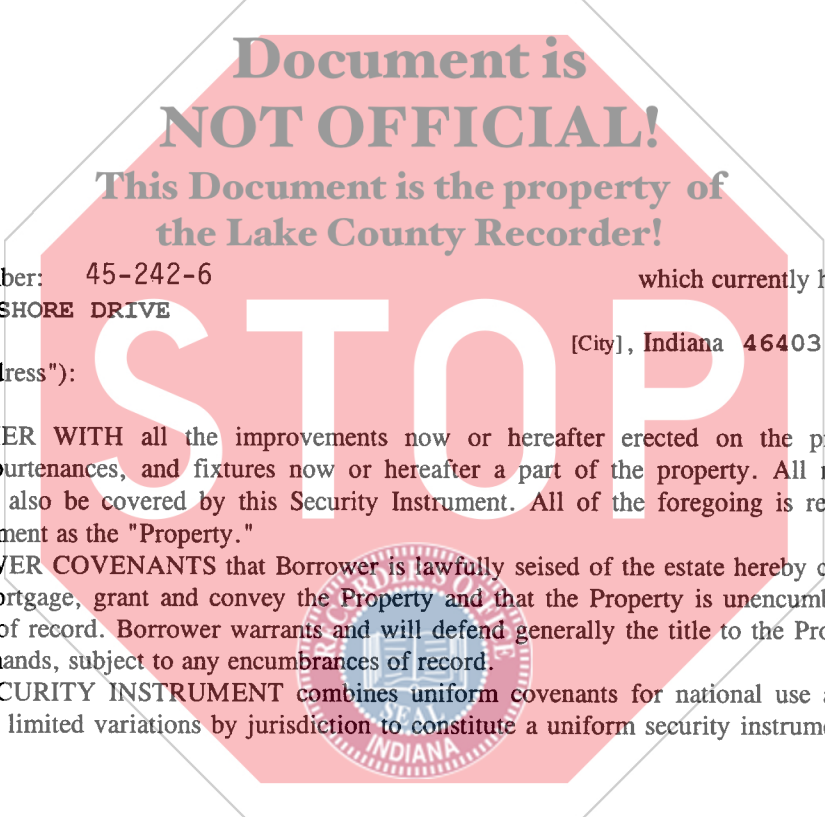 Document is
NOT OFFICIAL!
This Document is the property of
the Lake County Recorder!
ber: 45-242-6 which currently h
SHORE DRIVE
[City], Indiana 46403
dress"):
STOP
ER WITH all the improvements now or hereafter erected on the p
purtenances, and fixtures now or hereafter a part of the property. All r
also be covered by this Security Instrument. All of the foregoing is re
ment as the "Property."
VER COVENANTS that Borrower is lawfully seised of the estate hereby c
ortgage, grant and convey the Property and that the Property is unencumb
of record. Borrower warrants and will defend generally the title to the Pro
nands, subject to any encumbrances of record.
CURITY INSTRUMENT combines uniform covenants for national use a
limited variations by jurisdiction to constitute a uniform security instrume
RECORDER'S OFFICE
SEAL
INDIANA